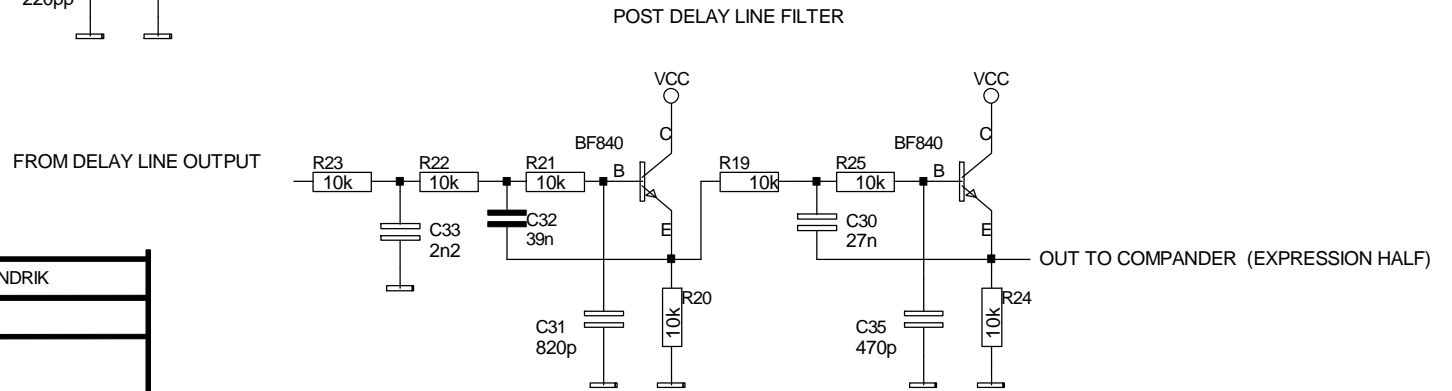 220pp
POST DELAY LINE FILTER
VCC
VCC
C
C
BF840
BF840
FROM DELAY LINE OUTPUT
R23
R22
R21
B
R19
R25
B
10k
10k
10k
10k
10k
C33
2n2
C32
39n
E
C30
27n
E
OUT TO COMPANDER (EXPRESSION HALF)
NDRIK
R20
10k
R24
10k
C31
820p
C35
470p